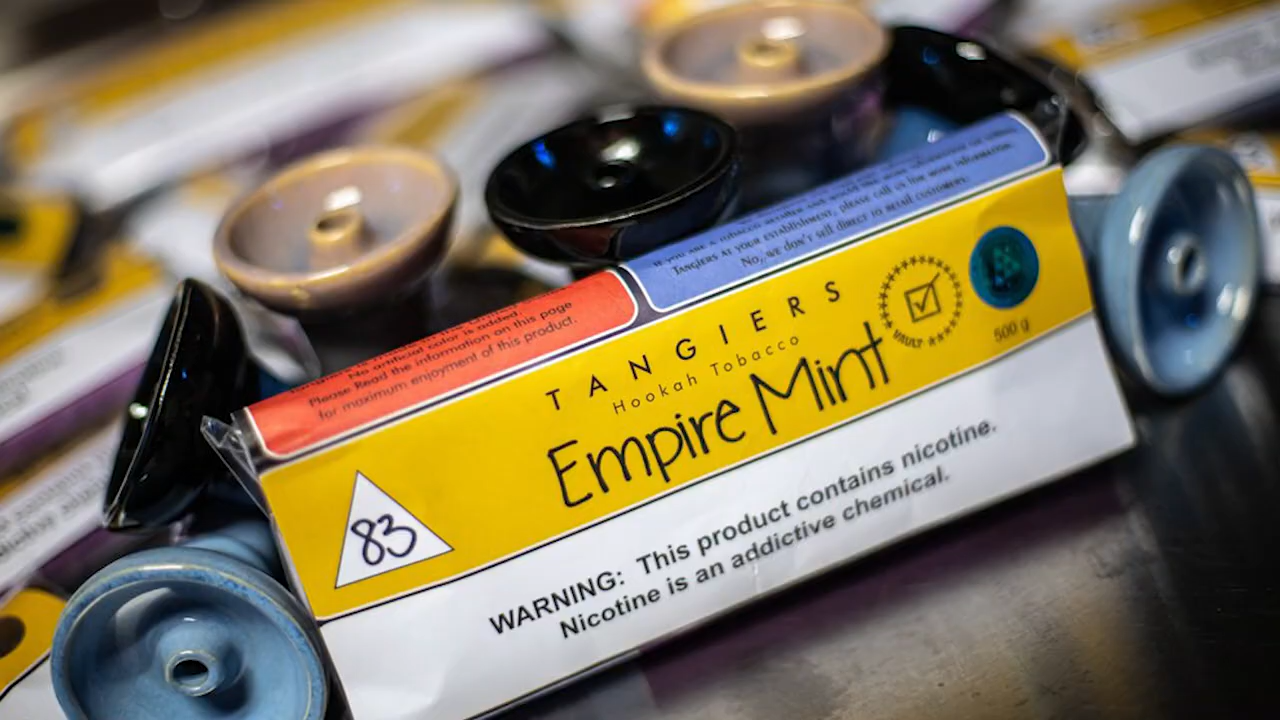 No artificial color is added.
Please Read the information on this page
for maximum enjoyment of this product.
Tangiers at your establishment, please call us for more information.
No, we don't sell direct to retail customers.
TANGIERS
Hookah Tobacco
Empire Mint
VAULT
500 g
83
WARNING: This product contains nicotine.
Nicotine is an addictive chemical.